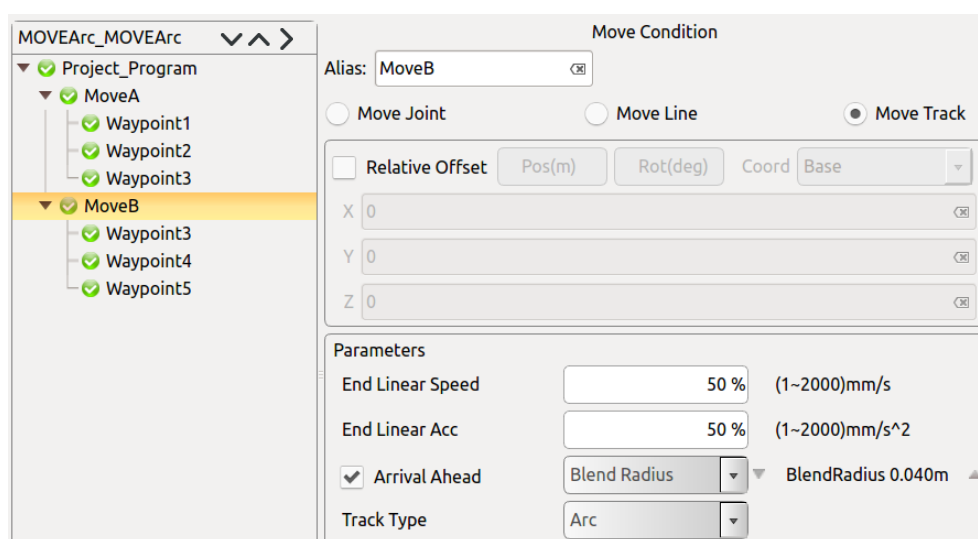 MOVEArc_MOVEArc
Project_Program
MoveA
Waypoint1
Waypoint2
Waypoint3
MoveB
Waypoint3
Waypoint4
Waypoint5
Move Condition
Alias: MoveB
Move Joint Move Line Move Track
Relative Offset Pos(m) Rot(deg) Coord Base
X 0
Y 0
Z 0
Parameters
End Linear Speed 50 % (1~2000)mm/s
End Linear Acc 50 % (1~2000)mm/s^2
Arrival Ahead Blend Radius BlendRadius 0.040m
Track Type Arc